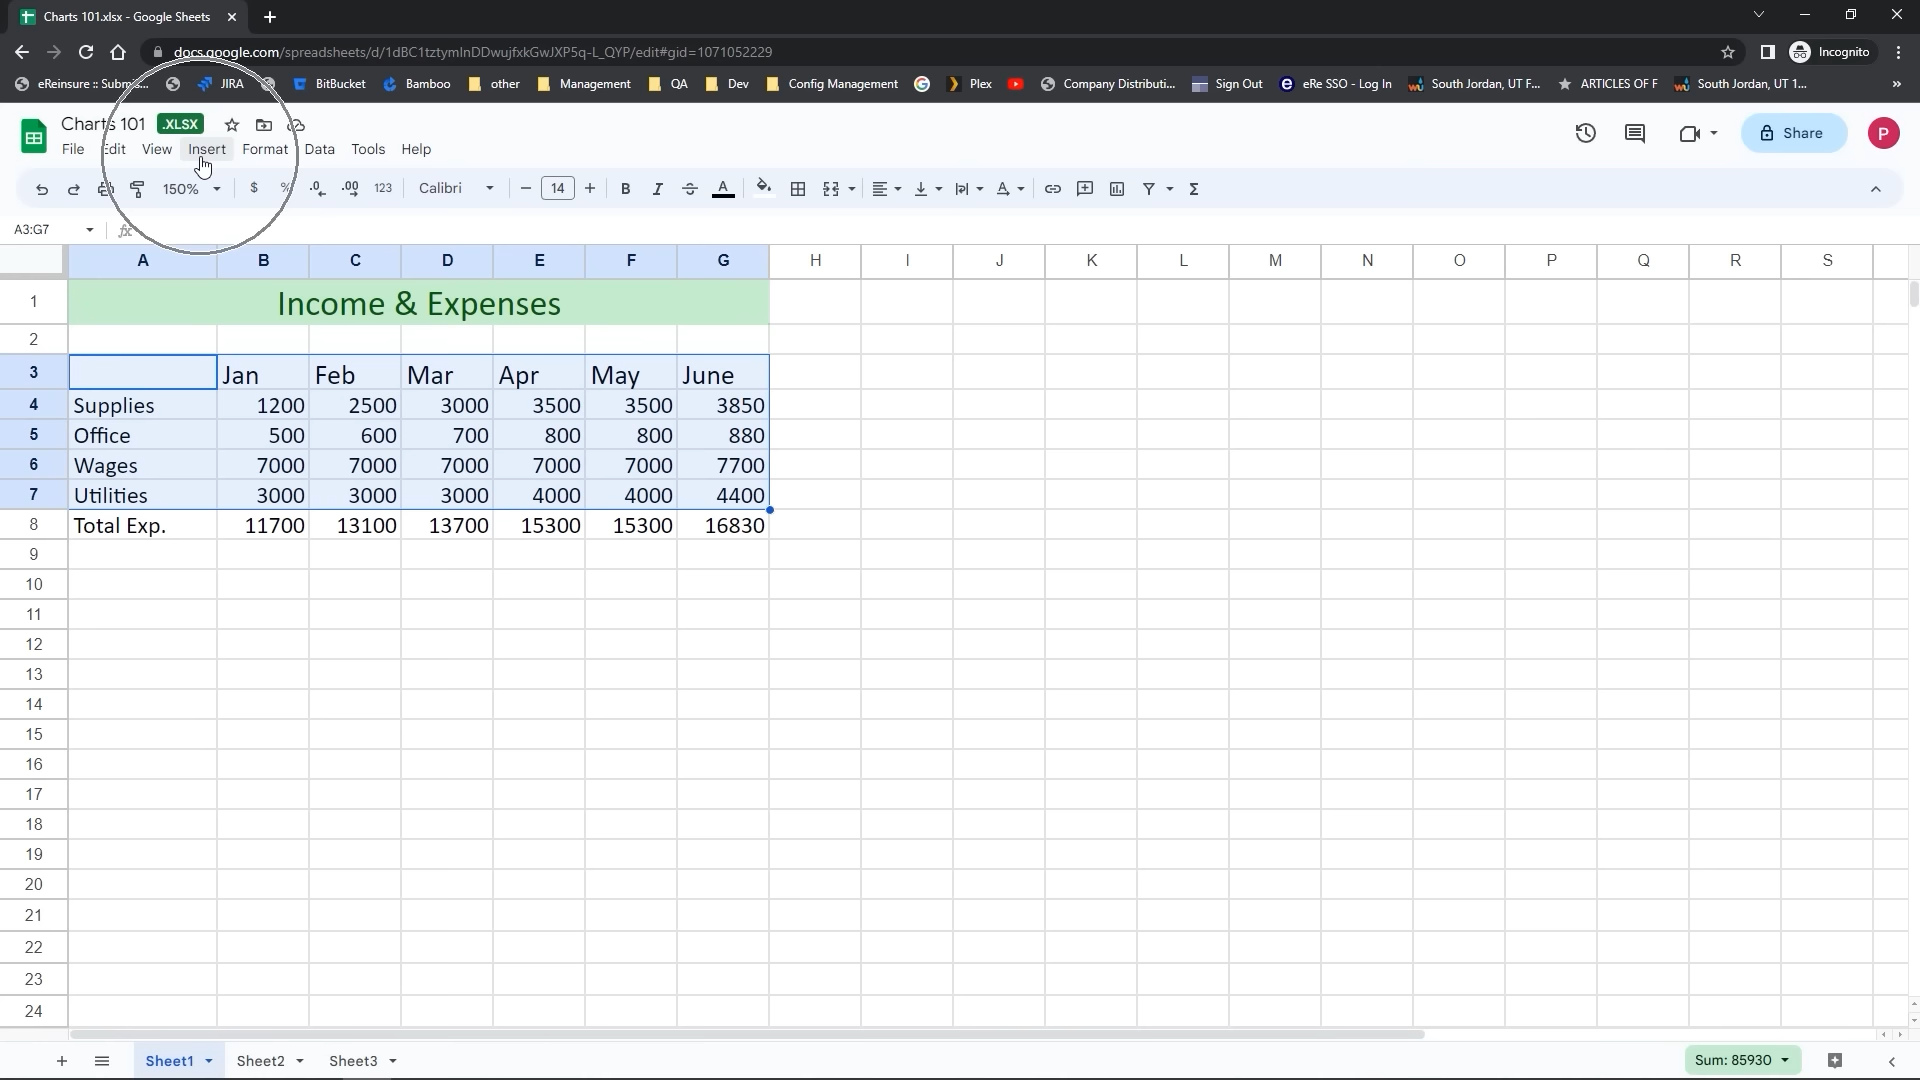 Charts 101.xlsx - Google Sheets
docs.google.com/spreadsheets/d/1dBC1tztymInDDwujfxkGwJXP5q-L_QYP/edit#gid=1071052229
Incognito
eReinsure :: Submis... JIRA BitBucket Bamboo other Management QA Dev Config Management Plex Company Distributi... Sign Out eRe SSO - Log In South Jordan, UT F... ARTICLES OF F South Jordan, UT 1... »
Charts 101 .XLSX
Share P
File Edit View Insert Format Data Tools Help
150% $ % .0 .00 123 Calibri 14 B I A Σ
A3:G7 fx
A B C D E F G H I J K L M N O P Q R S
1 Income & Expenses
2
3 Jan Feb Mar Apr May June
4 Supplies 1200 2500 3000 3500 3500 3850
5 Office 500 600 700 800 800 880
6 Wages 7000 7000 7000 7000 7000 7700
7 Utilities 3000 3000 3000 4000 4000 4400
8 Total Exp. 11700 13100 13700 15300 15300 16830
9
10
11
12
13
14
15
16
17
18
19
20
21
22
23
24
Sheet1 Sheet2 Sheet3 Sum: 85930